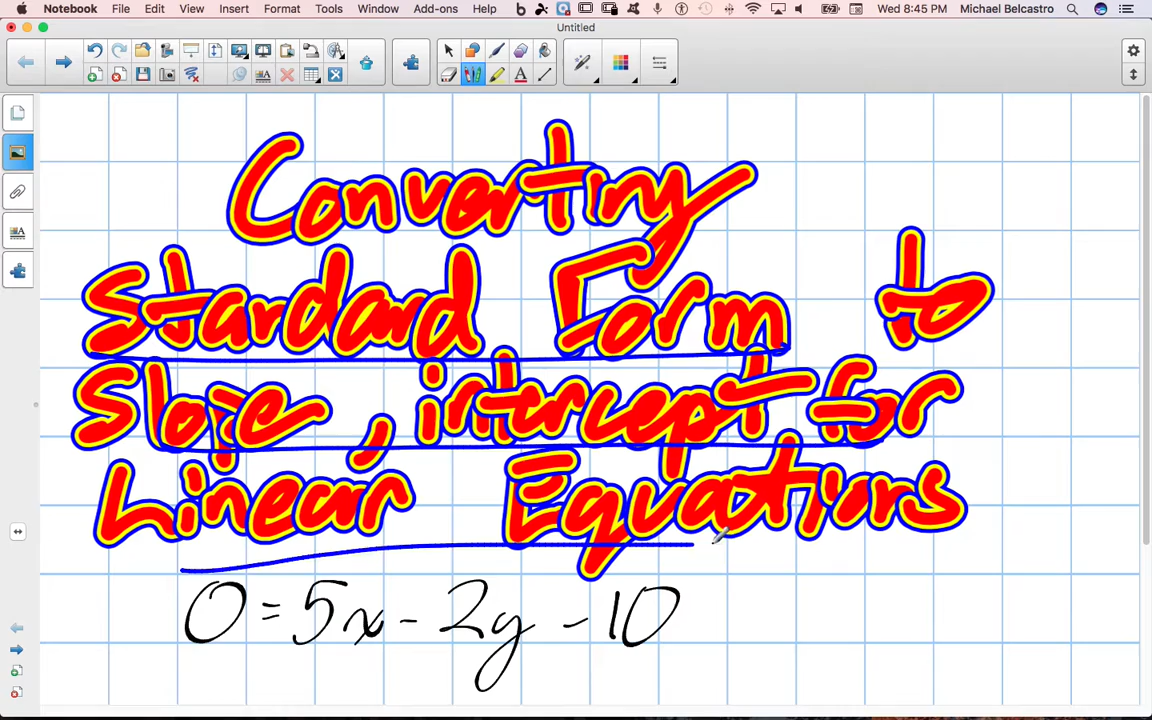 Notebook File Edit View Insert Format Tools Window Add-Ons Help Wed 8:45 PM Michael Belcastro
Untitled
Converting
Standard Form to
Slope, intercept for
Linear Equations
0 = 5x - 2y - 10